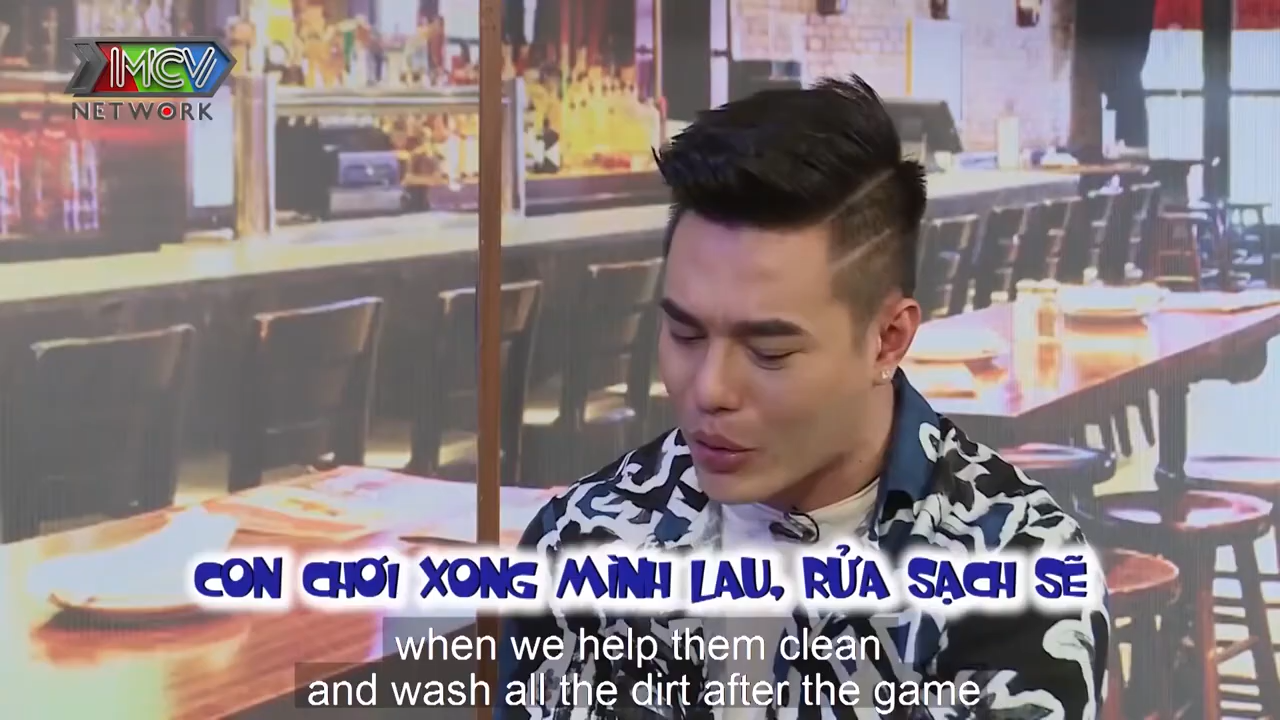 MCV
NETWORK
CON CHƠI XONG MÌNH LAU, RỬA SẠCH SẼ
when we help them clean
and wash all the dirt after the game